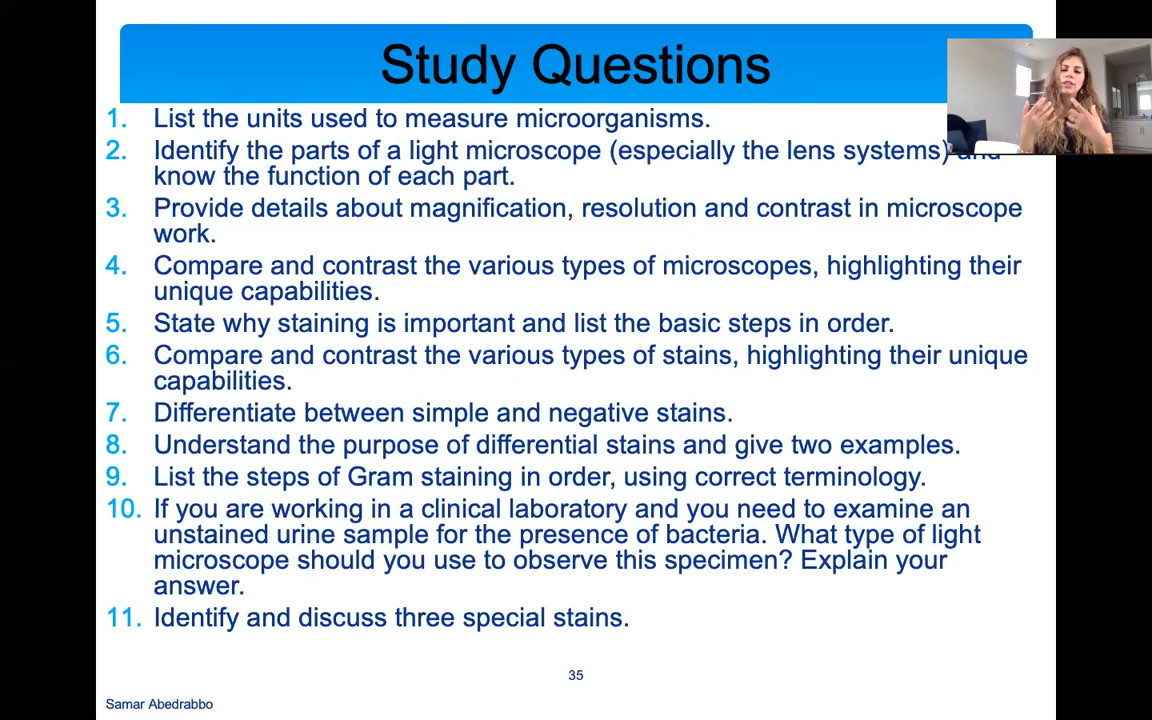 Study Questions
1. List the units used to measure microorganisms.
2. Identify the parts of a light microscope (especially the lens systems) and
know the function of each part.
3. Provide details about magnification, resolution and contrast in microscope
work.
4. Compare and contrast the various types of microscopes, highlighting their
unique capabilities.
5. State why staining is important and list the basic steps in order.
6. Compare and contrast the various types of stains, highlighting their unique
capabilities.
7. Differentiate between simple and negative stains.
8. Understand the purpose of differential stains and give two examples.
9. List the steps of Gram staining in order, using correct terminology.
10. If you are working in a clinical laboratory and you need to examine an
unstained urine sample for the presence of bacteria. What type of light
microscope should you use to observe this specimen? Explain your
answer.
11. Identify and discuss three special stains.
35
Samar Abedrabbo